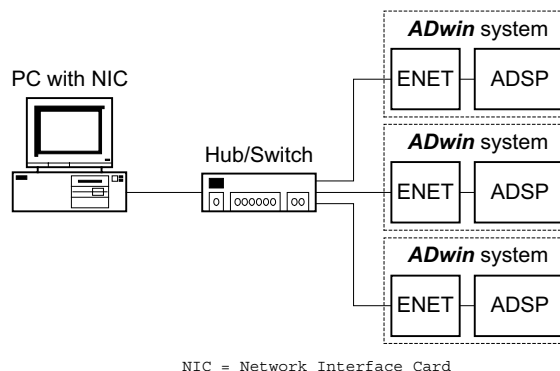 ADwin system
ENET ADSP
PC with NIC
Hub/Switch
ADwin system
ENET ADSP
ADwin system
ENET ADSP
NIC = Network Interface Card